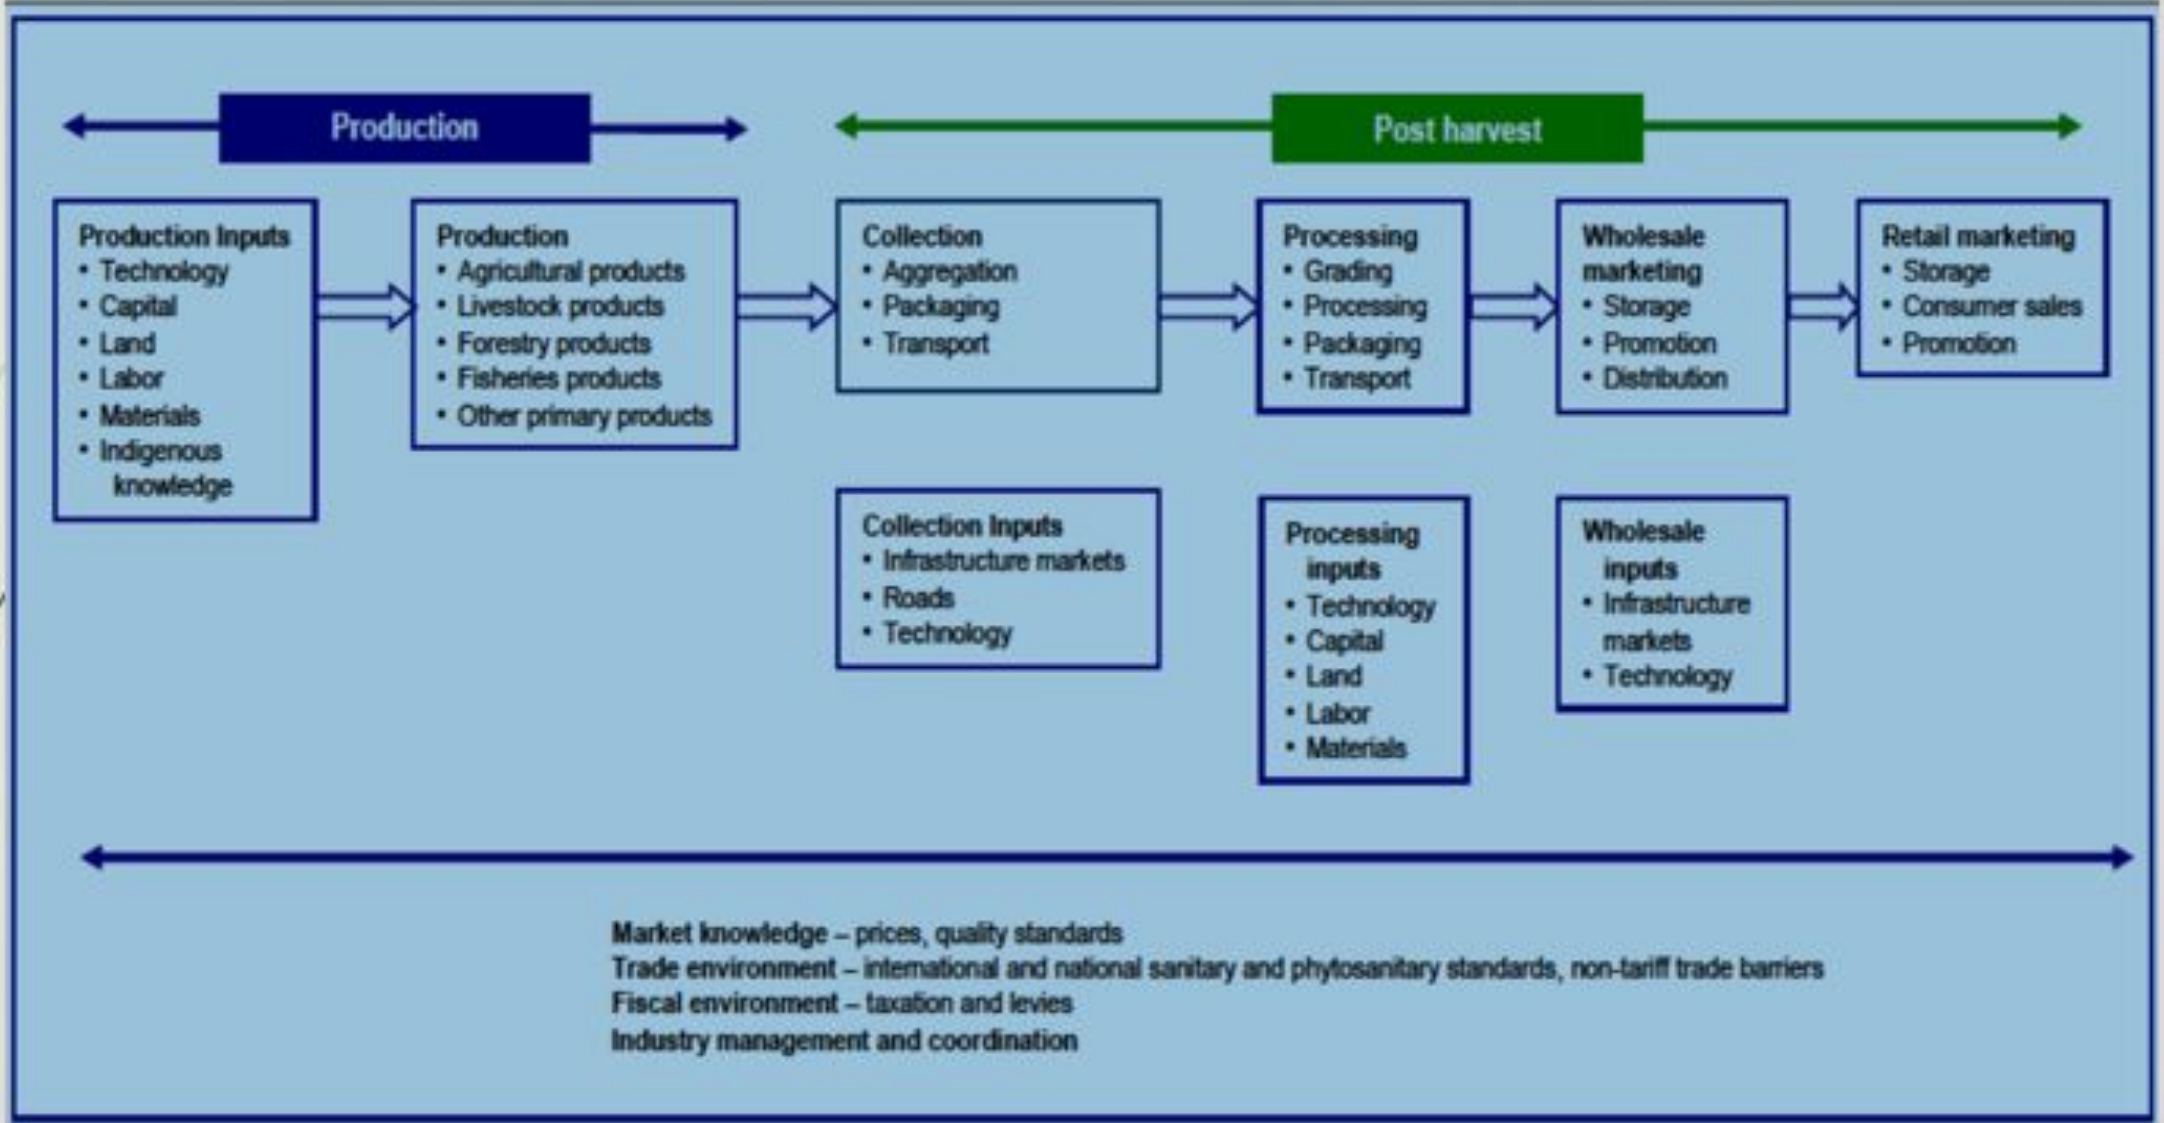 Production
Post harvest
Production Inputs
• Technology
• Capital
• Land
• Labor
• Materials
• Indigenous
knowledge
Production
• Agricultural products
• Livestock products
• Forestry products
• Fisheries products
• Other primary products
Collection
• Aggregation
• Packaging
• Transport
Processing
• Grading
• Processing
• Packaging
• Transport
Wholesale
marketing
• Storage
• Promotion
• Distribution
Retail marketing
• Storage
• Consumer sales
• Promotion
Collection Inputs
• Infrastructure markets
• Roads
• Technology
Processing
inputs
• Technology
• Capital
• Land
• Labor
• Materials
Wholesale
inputs
• Infrastructure
markets
• Technology
Market knowledge – prices, quality standards
Trade environment – international and national sanitary and phytosanitary standards, non-tariff trade barriers
Fiscal environment – taxation and levies
Industry management and coordination